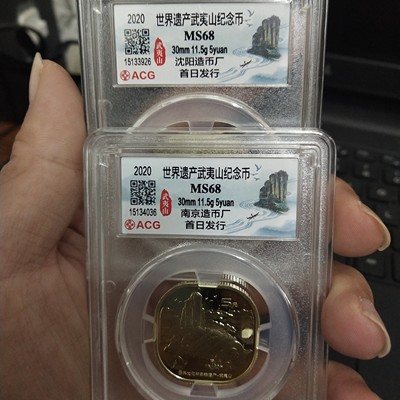 2020
世界遗产武夷山纪念币
MS68
30mm 11.5g 5yuan
沈阳造币厂
首日发行
武夷山
15133926
ACG
2020
世界遗产武夷山纪念币
MS68
30mm 11.5g 5yuan
南京造币厂
首日发行
武夷山
15134036
ACG